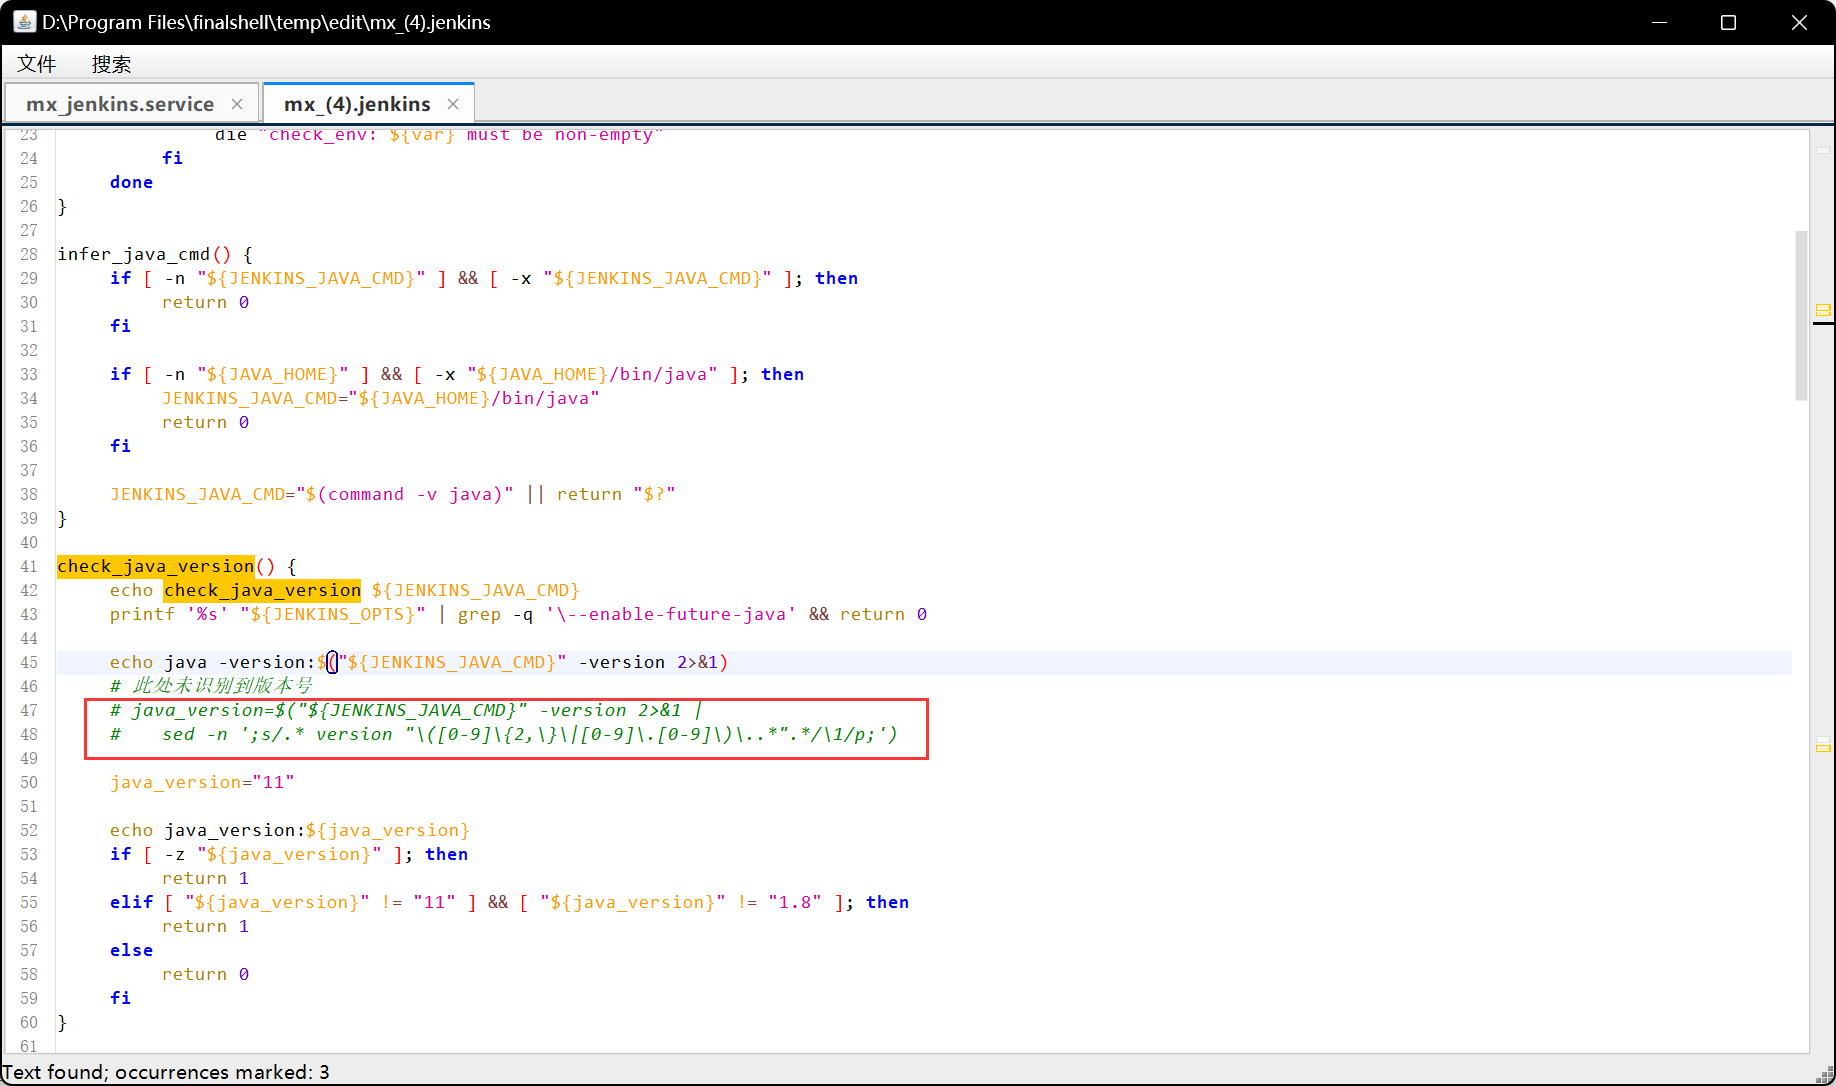 D:\Program Files\finalshell\temp\edit\mx_(4).jenkins
文件 搜索
mx_jenkins.service × mx_(4).jenkins ×
23 die "check_env: ${var} must be non-empty"
24 fi
25 done
26 }
27
28 infer_java_cmd() {
29 if [ -n "${JENKINS_JAVA_CMD}" ] && [ -x "${JENKINS_JAVA_CMD}" ]; then
30 return 0
31 fi
32
33 if [ -n "${JAVA_HOME}" ] && [ -x "${JAVA_HOME}/bin/java" ]; then
34 JENKINS_JAVA_CMD="${JAVA_HOME}/bin/java"
35 return 0
36 fi
37
38 JENKINS_JAVA_CMD="$(command -v java)" || return "$?"
39 }
40
41 check_java_version() {
42 echo check_java_version ${JENKINS_JAVA_CMD}
43 printf '%s' "${JENKINS_OPTS}" | grep -q '\--enable-future-java' && return 0
44
45 echo java -version:$("${JENKINS_JAVA_CMD}" -version 2>&1)
46 # 此处未识别到版本号
47 # java_version=$("${JENKINS_JAVA_CMD}" -version 2>&1 |
48 # sed -n ';s/.* version "\([0-9]\{2,\}\|[0-9]\.[0-9]\)\..*".*/\1/p;')
49
50 java_version="11"
51
52 echo java_version:${java_version}
53 if [ -z "${java_version}" ]; then
54 return 1
55 elif [ "${java_version}" != "11" ] && [ "${java_version}" != "1.8" ]; then
56 return 1
57 else
58 return 0
59 fi
60 }
61
Text found; occurrences marked: 3